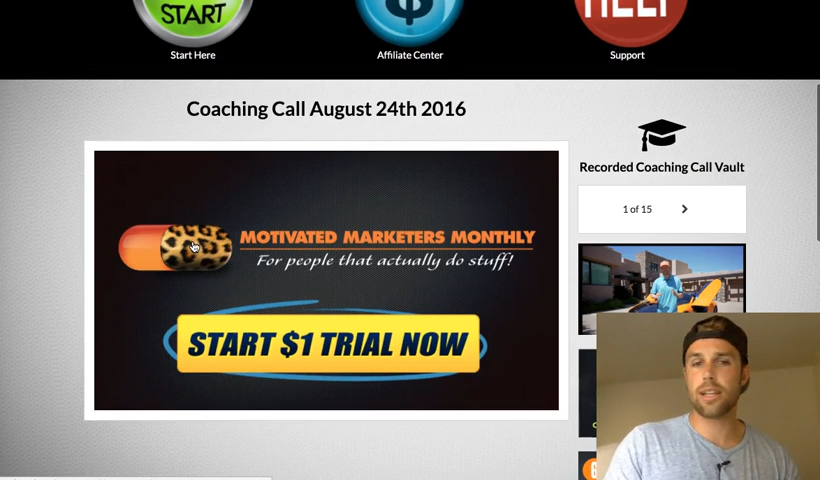 START
$
HELP
Start Here
Affiliate Center
Support
Coaching Call August 24th 2016
Recorded Coaching Call Vault
1 of 15
MOTIVATED MARKETERS MONTHLY
For people that actually do stuff!
START $1 TRIAL NOW